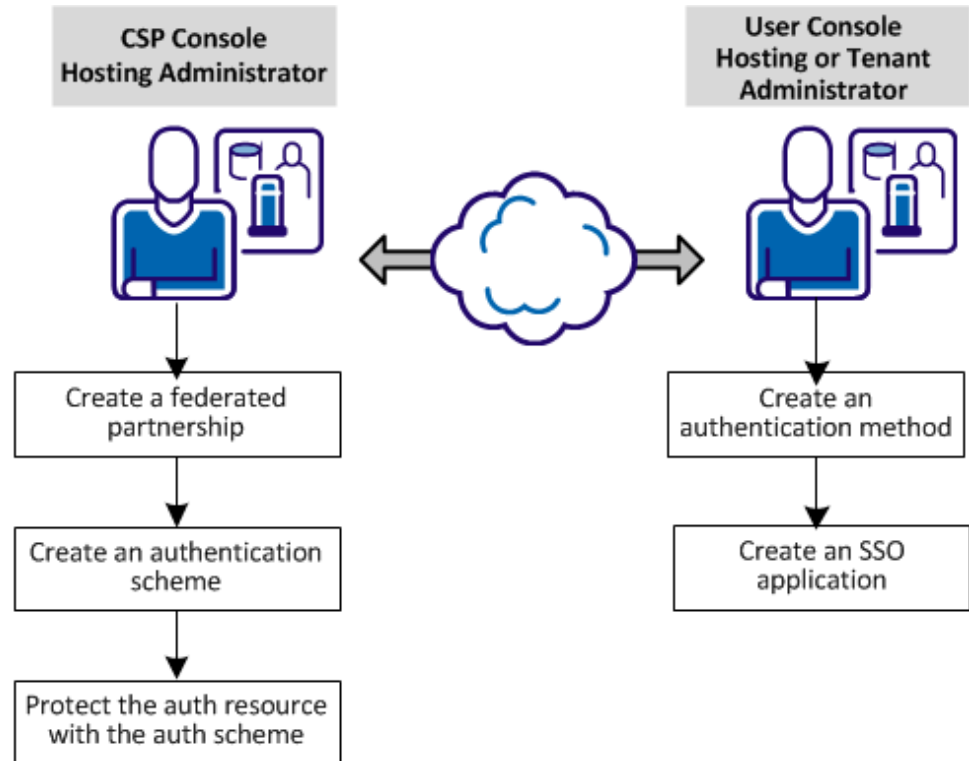 CSP Console
Hosting Administrator
User Console
Hosting or Tenant
Administrator
Create a federated
partnership
Create an authentication
scheme
Protect the auth resource
with the auth scheme
Create an
authentication method
Create an SSO
application